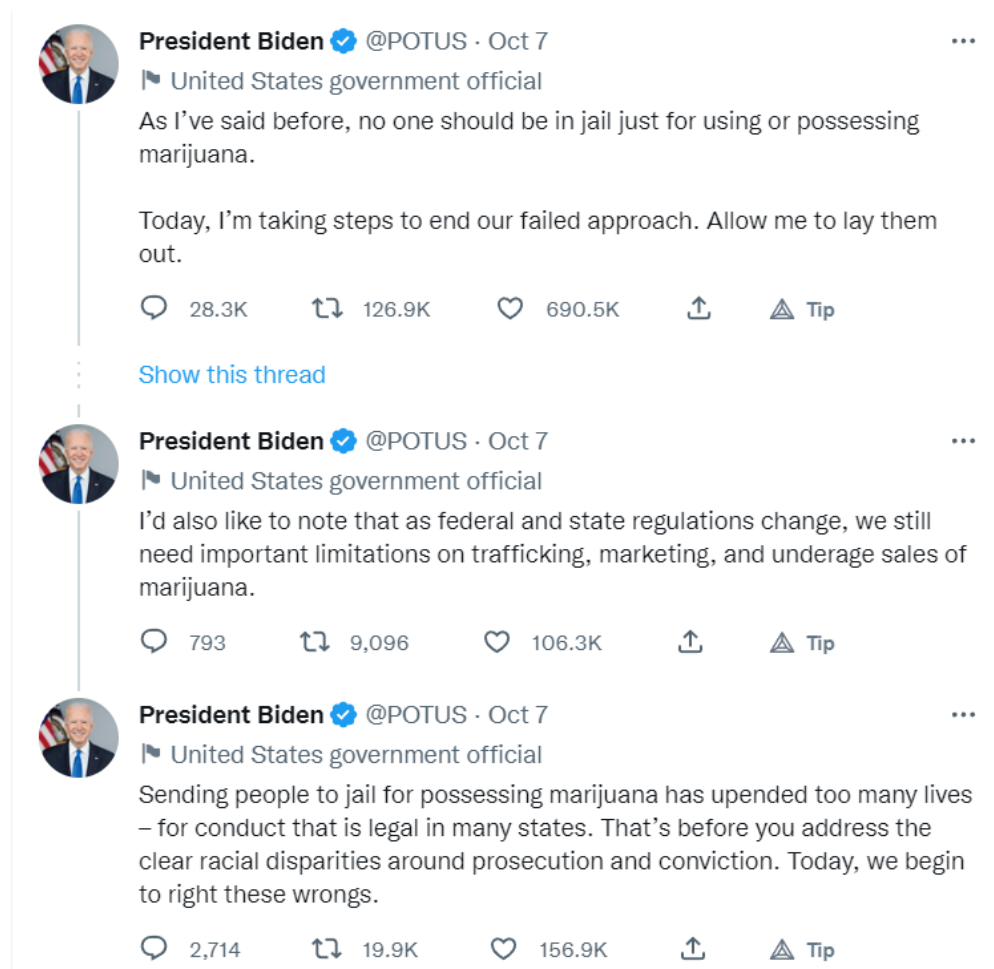 President Biden @POTUS · Oct 7
United States government official
As I’ve said before, no one should be in jail just for using or possessing
marijuana.
Today, I’m taking steps to end our failed approach. Allow me to lay them
out.
28.3K 126.9K 690.5K Tip
Show this thread
President Biden @POTUS · Oct 7
United States government official
I’d also like to note that as federal and state regulations change, we still
need important limitations on trafficking, marketing, and underage sales of
marijuana.
793 9,096 106.3K Tip
President Biden @POTUS · Oct 7
United States government official
Sending people to jail for possessing marijuana has upended too many lives
– for conduct that is legal in many states. That’s before you address the
clear racial disparities around prosecution and conviction. Today, we begin
to right these wrongs.
2,714 19.9K 156.9K Tip